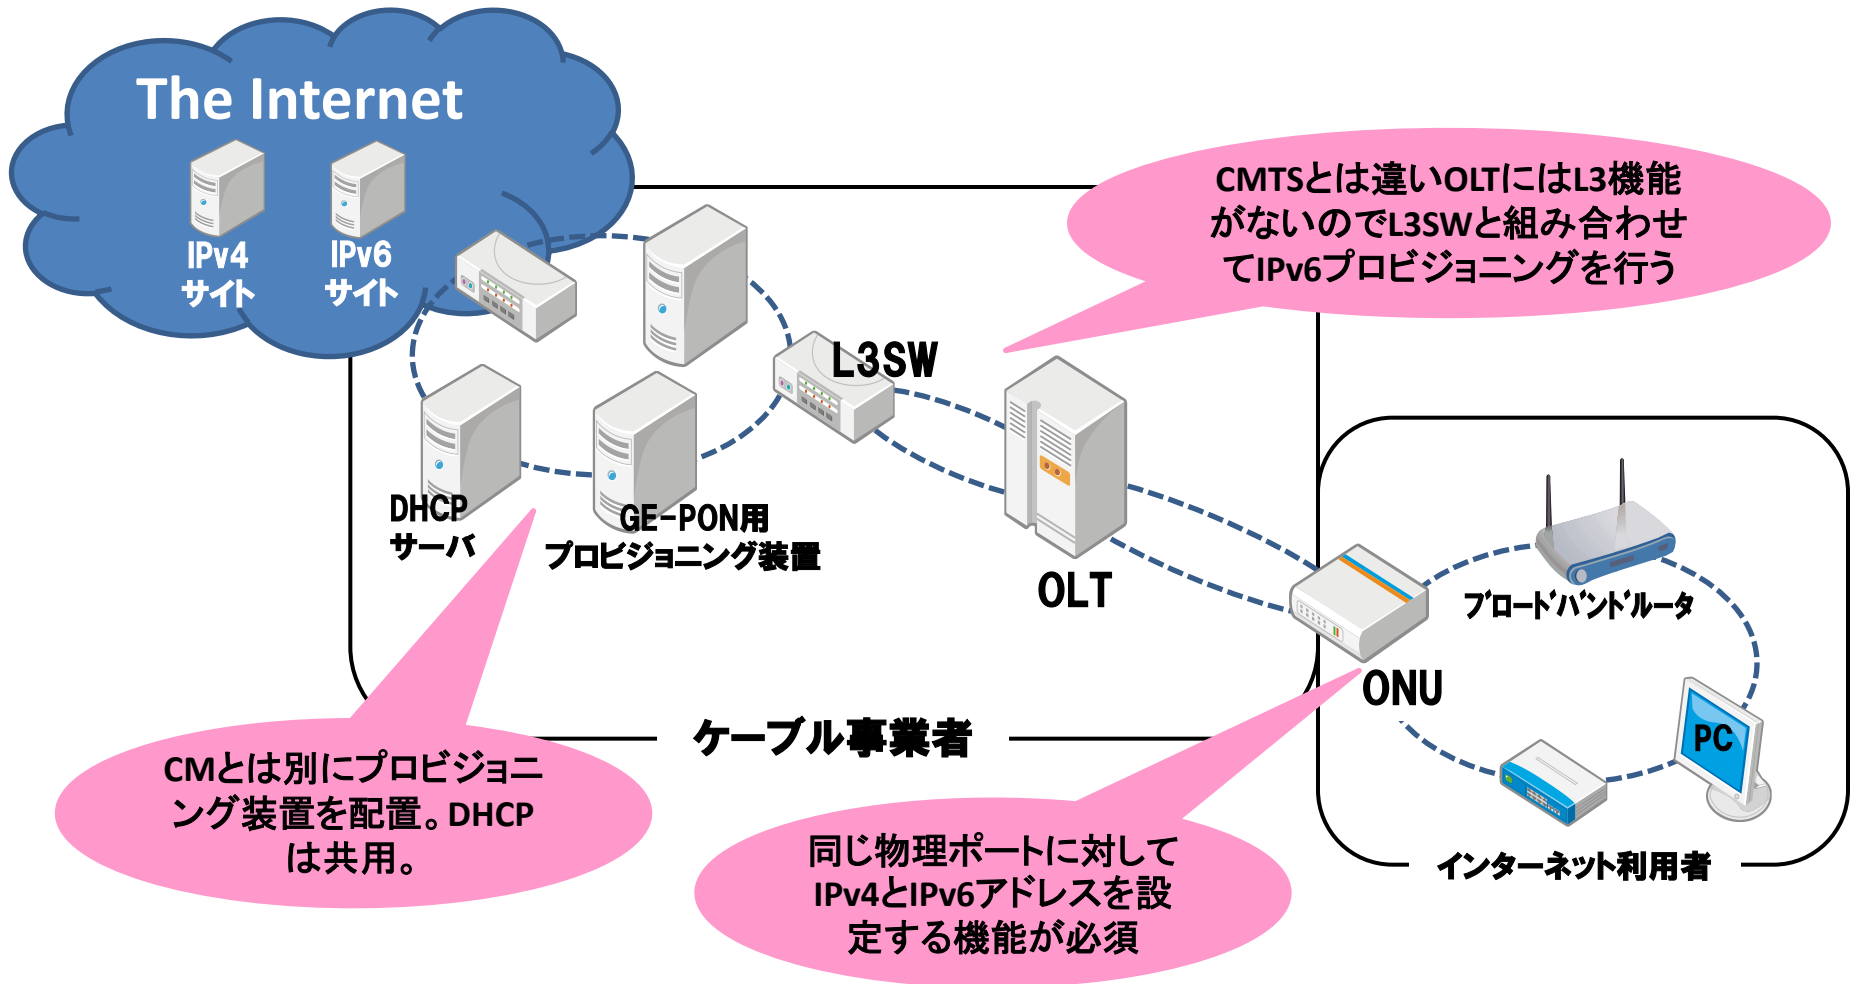 The Internet
IPv4
サイト
IPv6
サイト
CMTSとは違いOLTにはL3機能
がないのでL3SWと組み合わせ
てIPv6プロビジョニングを行う
L3SW
DHCP
サーバ
GE-PON用
プロビジョニング装置
OLT
ブロードバンドルータ
ONU
PC
ケーブル事業者
CMとは別にプロビジョニ
ング装置を配置。DHCP
は共用。
同じ物理ポートに対して
IPv4とIPv6アドレスを設
定する機能が必須
インターネット利用者